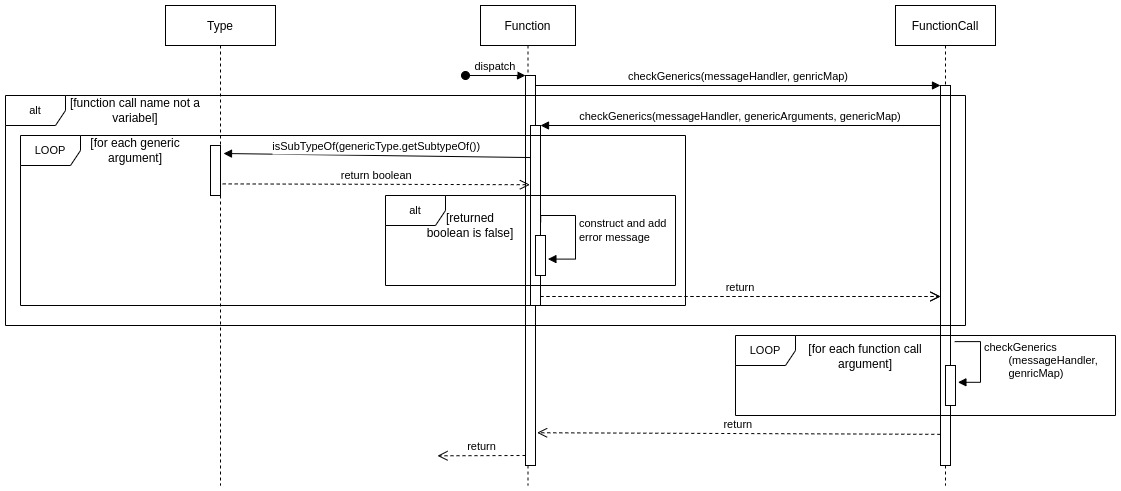 Type
Function
FunctionCall
dispatch
checkGenerics(messageHandler, genricMap)
alt
[function call name not a
variabel]
checkGenerics(messageHandler, genericArguments, genericMap)
LOOP
[for each generic
argument]
isSubTypeOf(genericType.getSubtypeOf())
return boolean
alt
[returned
boolean is false]
construct and add
error message
return
LOOP
[for each function call
argument]
checkGenerics
(messageHandler,
genricMap)
return
return